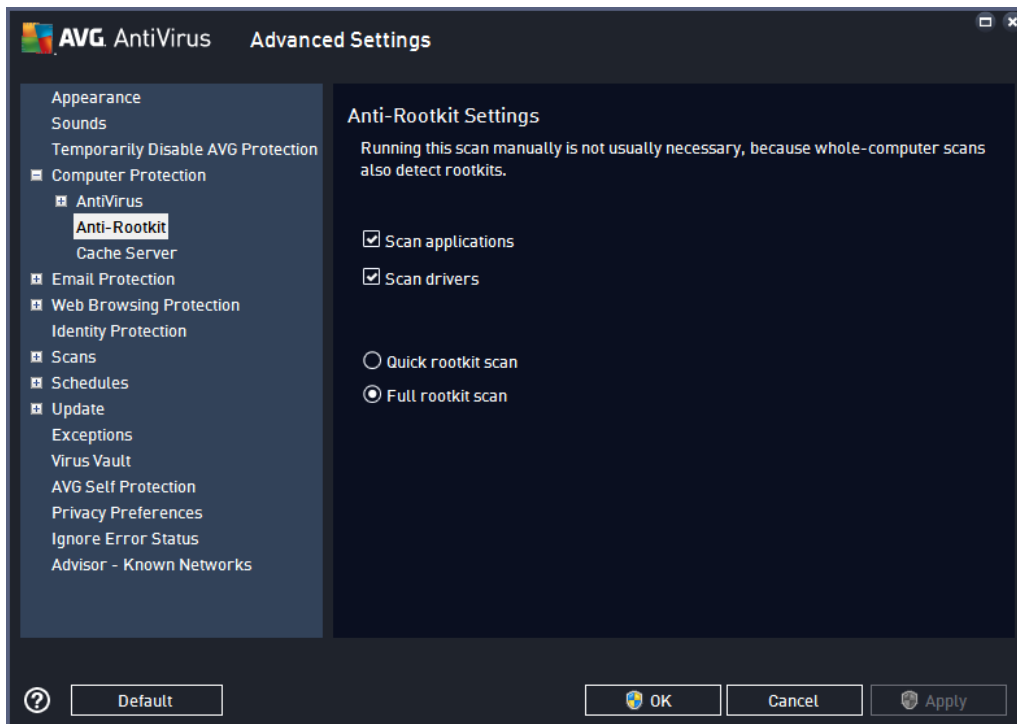 AVG. AntiVirus Advanced Settings
Appearance
Sounds
Temporarily Disable AVG Protection
Computer Protection
AntiVirus
Anti-Rootkit
Cache Server
Email Protection
Web Browsing Protection
Identity Protection
Scans
Schedules
Update
Exceptions
Virus Vault
AVG Self Protection
Privacy Preferences
Ignore Error Status
Advisor - Known Networks
Anti-Rootkit Settings
Running this scan manually is not usually necessary, because whole-computer scans
also detect rootkits.
Scan applications
Scan drivers
Quick rootkit scan
Full rootkit scan
? Default OK Cancel Apply